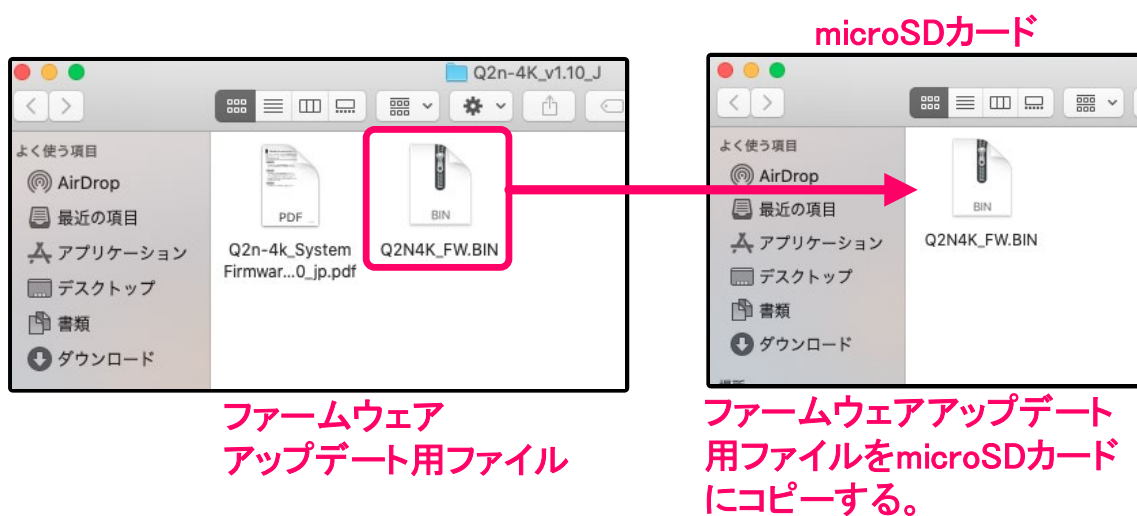 microSDカード
Q2n-4K_v1.10_J
よく使う項目
AirDrop
最近の項目
アプリケーション
デスクトップ
書類
ダウンロード
PDF
Q2n-4k_System
Firmwar...0_jp.pdf
BIN
Q2N4K_FW.BIN
よく使う項目
AirDrop
最近の項目
アプリケーション
デスクトップ
書類
ダウンロード
BIN
Q2N4K_FW.BIN
ファームウェア
アップデート用ファイル
ファームウェアアップデート
用ファイルをmicroSDカード
にコピーする。